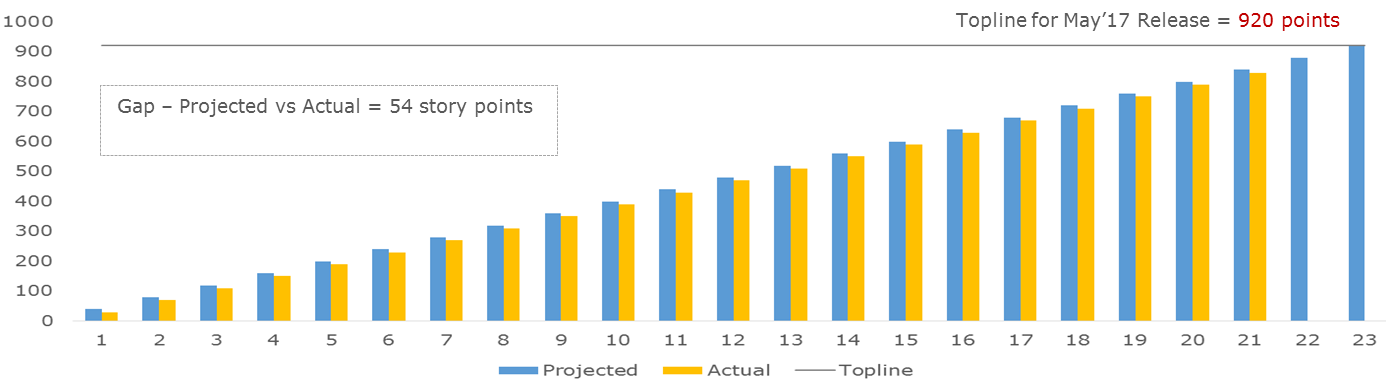 1000
Topline for May’17 Release = 920 points
900
800
Gap – Projected vs Actual = 54 story points
700
600
500
400
300
200
100
0
1 2 3 4 5 6 7 8 9 10 11 12 13 14 15 16 17 18 19 20 21 22 23
Projected Actual Topline